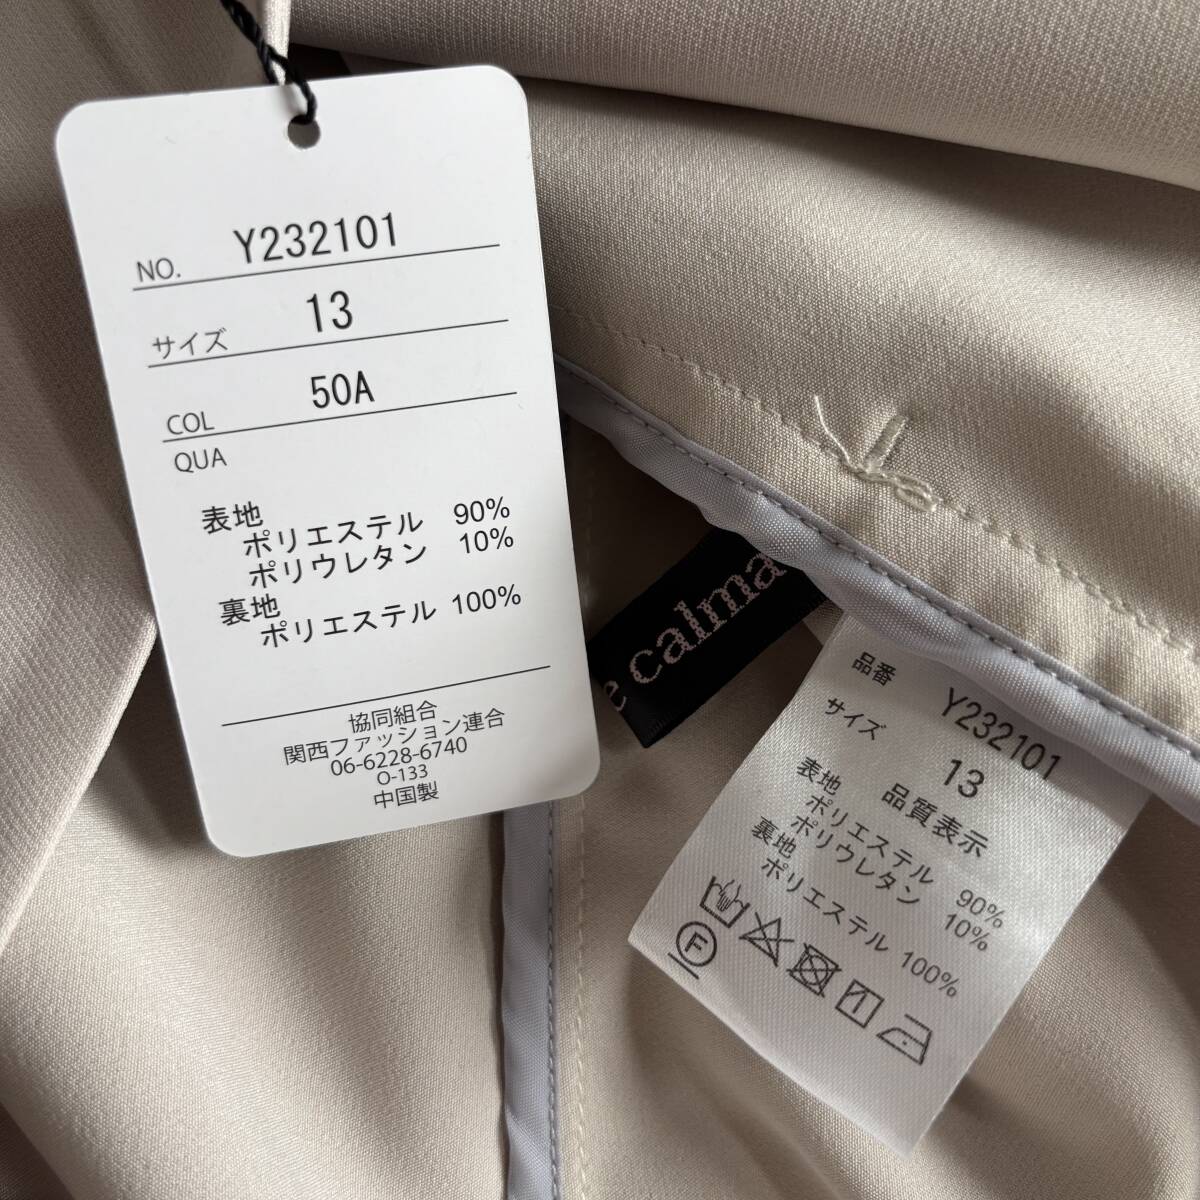 NO. Y232101
サイズ 13
COL 50A
QUA
表地
ポリエステル 90%
ポリウレタン 10%
裏地
ポリエステル 100%
協同組合
関西ファッション連合
06-6228-6740
O-133
中国製
e calma
品番 Y232101
サイズ 13
品質表示
表地
ポリエステル 90%
ポリウレタン 10%
裏地
ポリエステル 100%
F